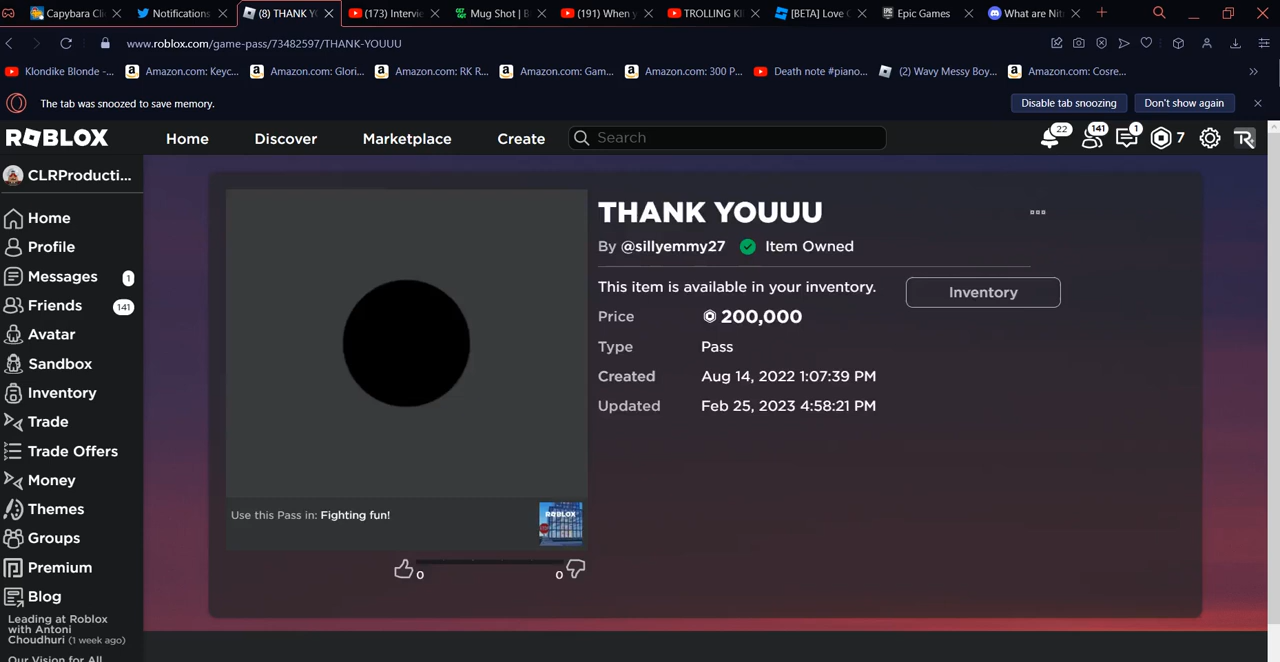 Capybara Cli
Notifications
(8) THANK Y
(173) Intervie
Mug Shot | B
(191) When y
TROLLING K
[BETA] Love
Epic Games
What are Nit
www.roblox.com/game-pass/73482597/THANK-YOUUU
Klondike Blonde -...
Amazon.com: Keyc...
Amazon.com: Glori...
Amazon.com: RK R...
Amazon.com: Gam...
Amazon.com: 300 P...
Death note #piano...
(2) Wavy Messy Boy...
Amazon.com: Cosre...
The tab was snoozed to save memory.
Disable tab snoozing
Don't show again
ROBLOX
Home
Discover
Marketplace
Create
Search
22
141
1
7
CLRProducti...
Home
Profile
Messages 1
Friends 141
Avatar
Sandbox
Inventory
Trade
Trade Offers
Money
Themes
Groups
Premium
Blog
Leading at Roblox
with Antoni
Choudhuri (1 week ago)
Our Vision for All
THANK YOUUU
By @sillyemmy27 Item Owned
This item is available in your inventory.
Inventory
Price 200,000
Type Pass
Created Aug 14, 2022 1:07:39 PM
Updated Feb 25, 2023 4:58:21 PM
Use this Pass in: Fighting fun!
ROBLOX
0
0